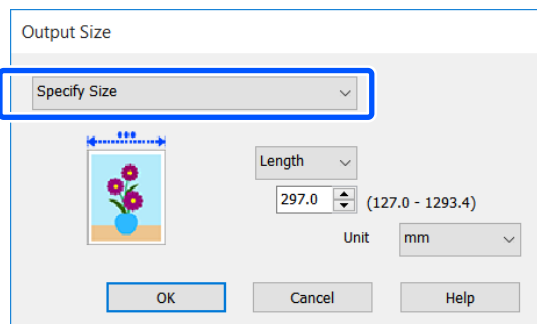 Output Size
Specify Size
Length
297.0 (127.0 - 1293.4)
Unit mm
OK Cancel Help